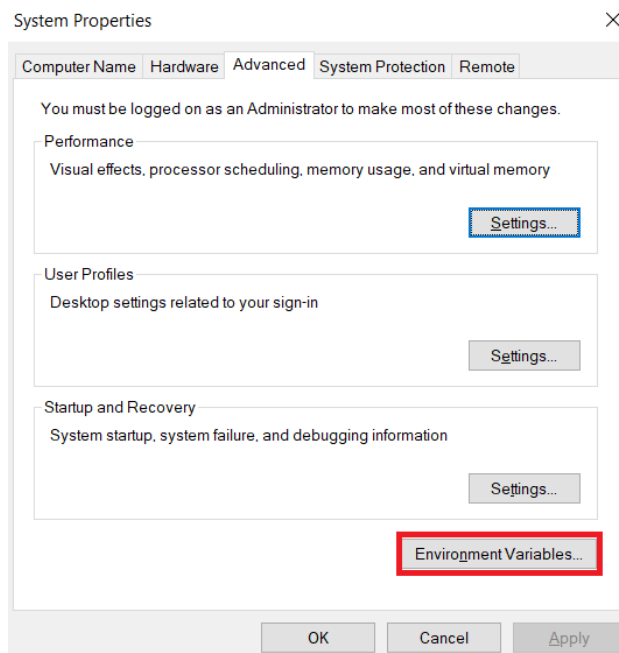 System Properties
Computer Name Hardware Advanced System Protection Remote
You must be logged on as an Administrator to make most of these changes.
Performance
Visual effects, processor scheduling, memory usage, and virtual memory
Settings...
User Profiles
Desktop settings related to your sign-in
Settings...
Startup and Recovery
System startup, system failure, and debugging information
Settings...
Environment Variables...
OK Cancel Apply